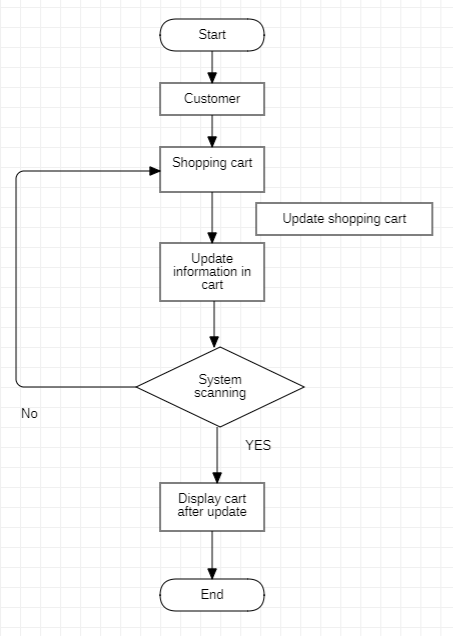 Start
Customer
Shopping cart
Update shopping cart
Update
information in
cart
System
scanning
No
YES
Display cart
after update
End